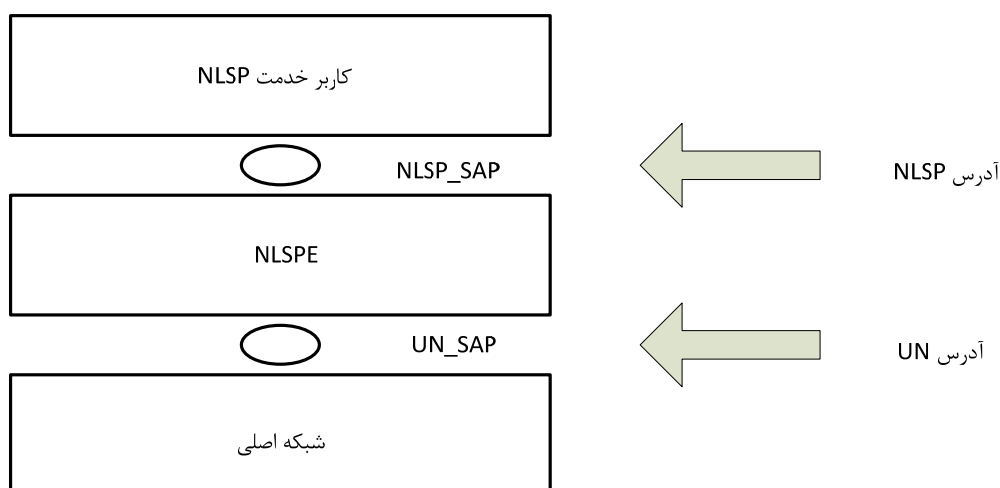 کاربر خدمت NLSP
NLSP_SAP
آدرس NLSP
NLSPE
UN_SAP
آدرس UN
شبکه اصلی